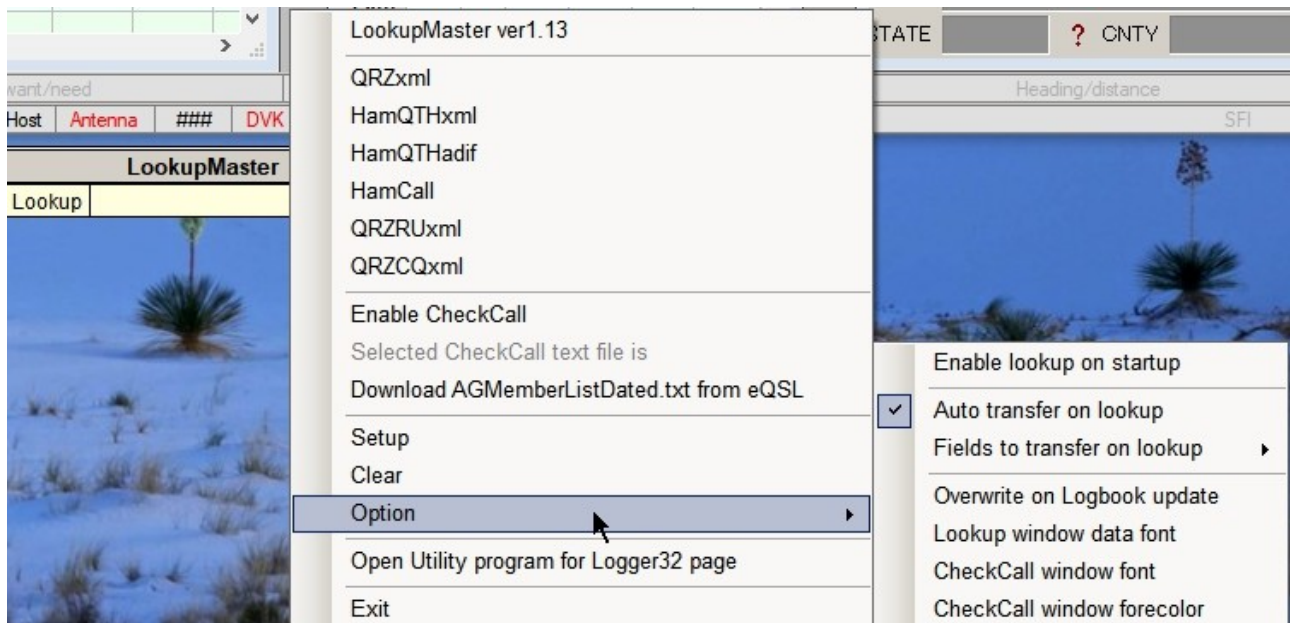 LookupMaster ver1.13
STATE
? CNTY
QRZxml
want/need
Heading/distance
HamQTHxml
Host Antenna ### DVK
SFI
HamQTHadif
LookupMaster
HamCall
Lookup
QRZRUxml
QRZCQxml
Enable CheckCall
Selected CheckCall text file is
Download AGMemberListDated.txt from eQSL
Setup
Clear
Option
Open Utility program for Logger32 page
Exit
Enable lookup on startup
Auto transfer on lookup
Fields to transfer on lookup
Overwrite on Logbook update
Lookup window data font
CheckCall window font
CheckCall window forecolor